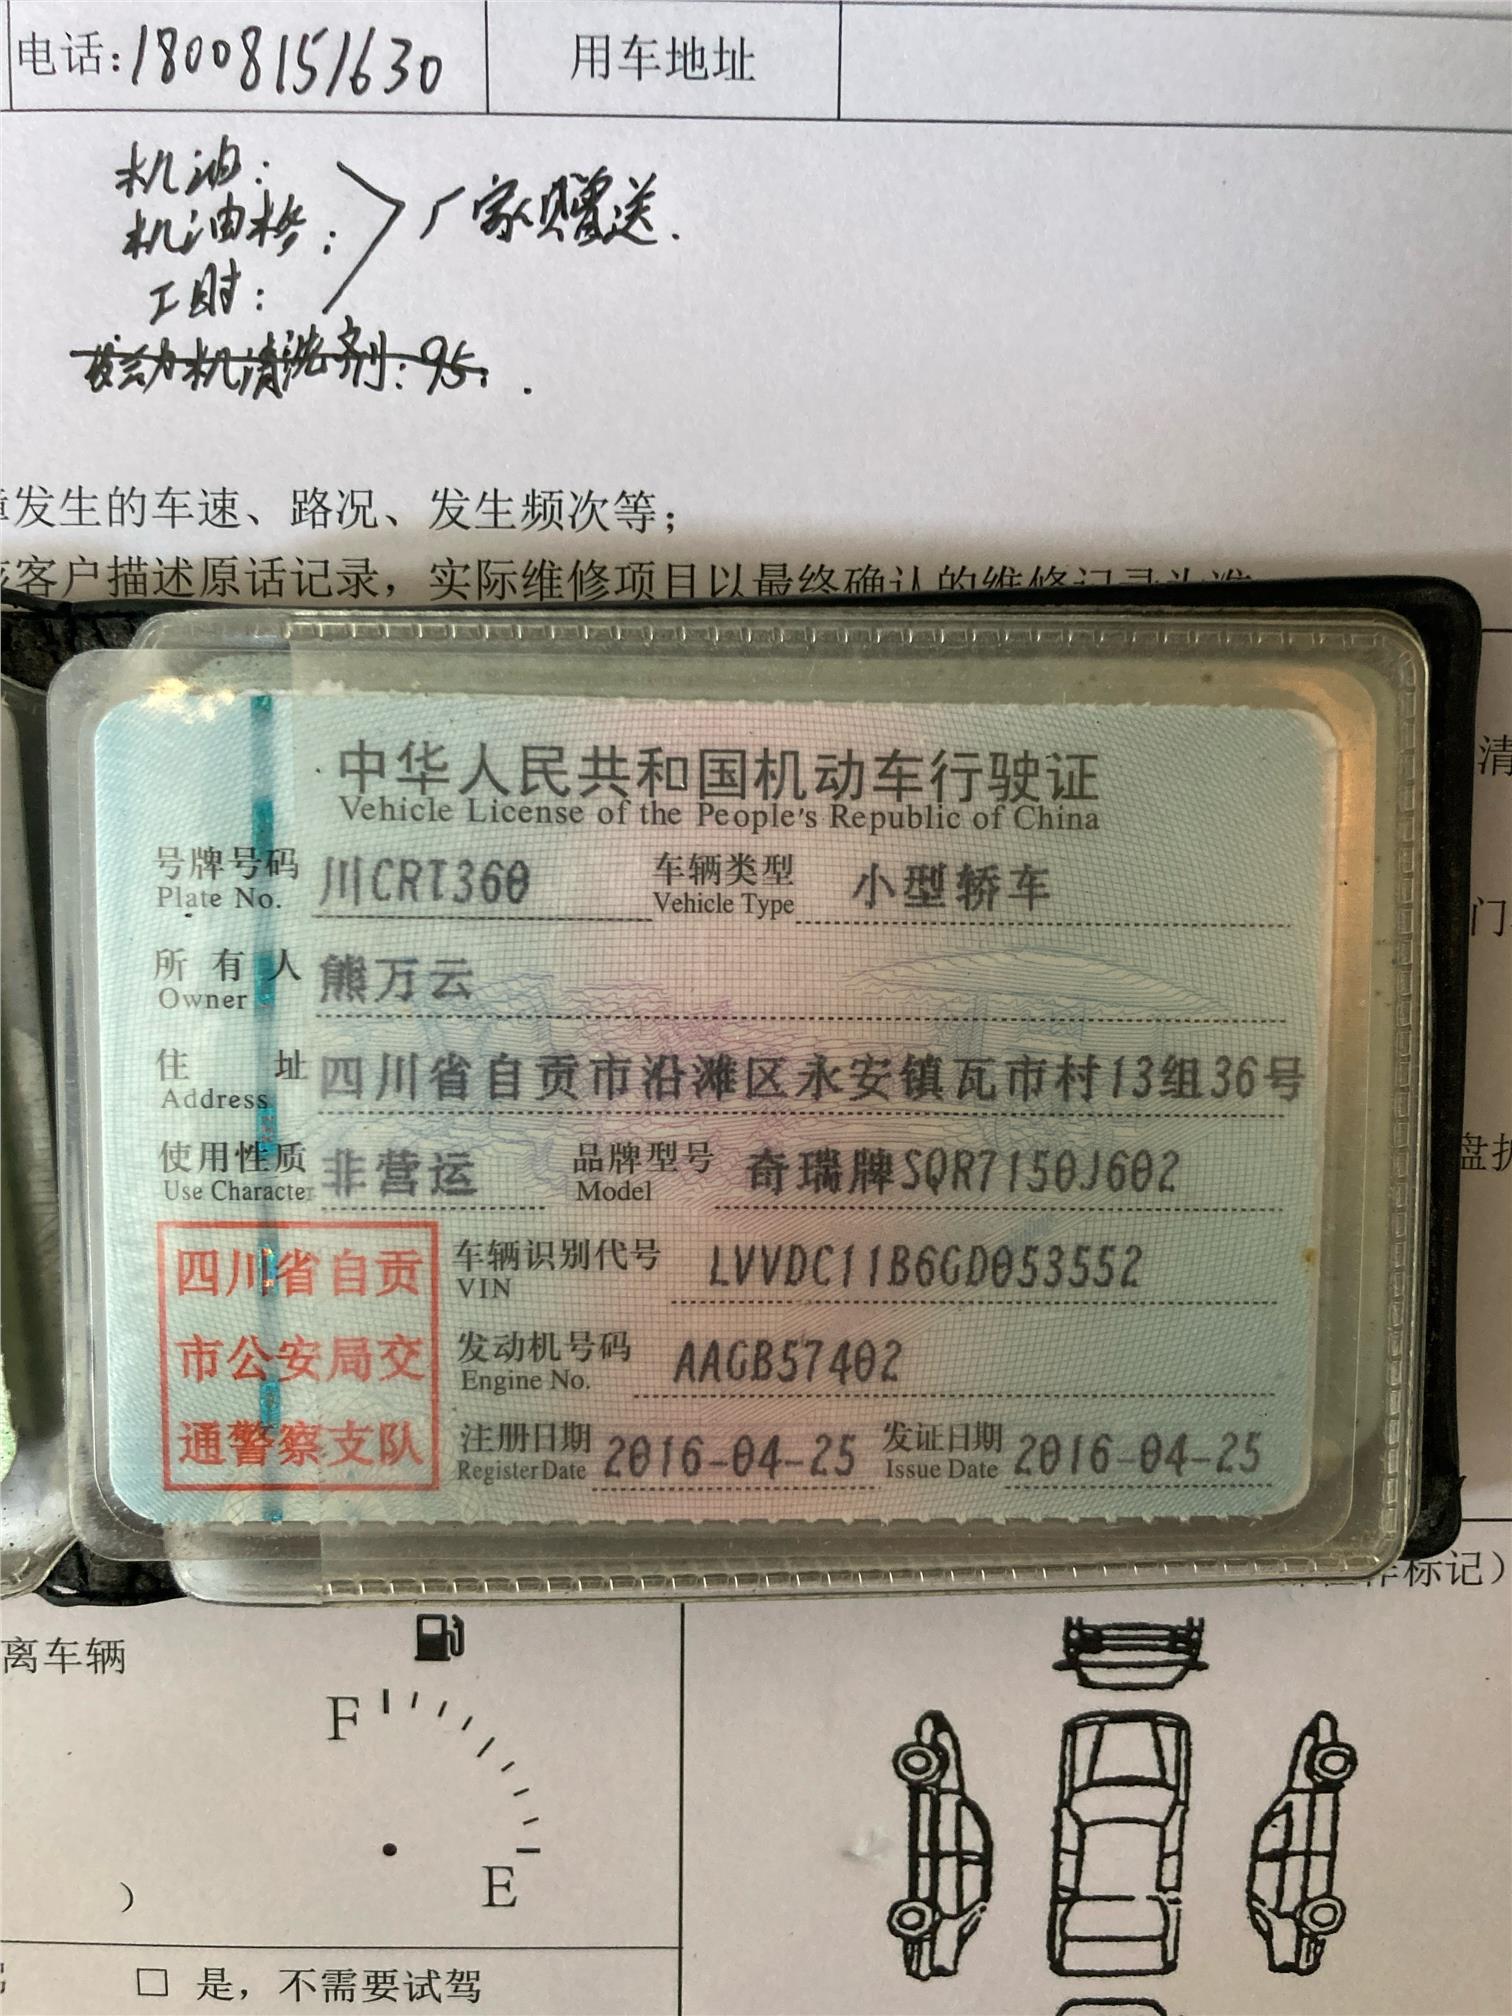 电话:18008151630 用车地址
机油:
机油格: 厂家赠送.
工时:
发动机清洗剂:95.
发生的车速、路况、发生频次等;
客户描述原话记录,实际维修项目以最终确认的维修记录为准
中华人民共和国机动车行驶证
Vehicle License of the People's Republic of China
号牌号码 川CRT360 车辆类型 小型轿车
Plate No. Vehicle Type
所有人 熊万云
Owner
住址 四川省自贡市沿滩区永安镇瓦市村13组36号
Address
使用性质 非营运 品牌型号 奇瑞牌SQR7150J602
Use Character Model
四川省自贡
市公安局交
通警察支队
车辆识别代号 LVVDC11B6GD053552
VIN
发动机号码 AAGB57402
Engine No.
注册日期 2016-04-25 发证日期 2016-04-25
Register Date Issue Date
清
门
盘
标记)
离车辆
F
E
)
□ 是,不需要试驾